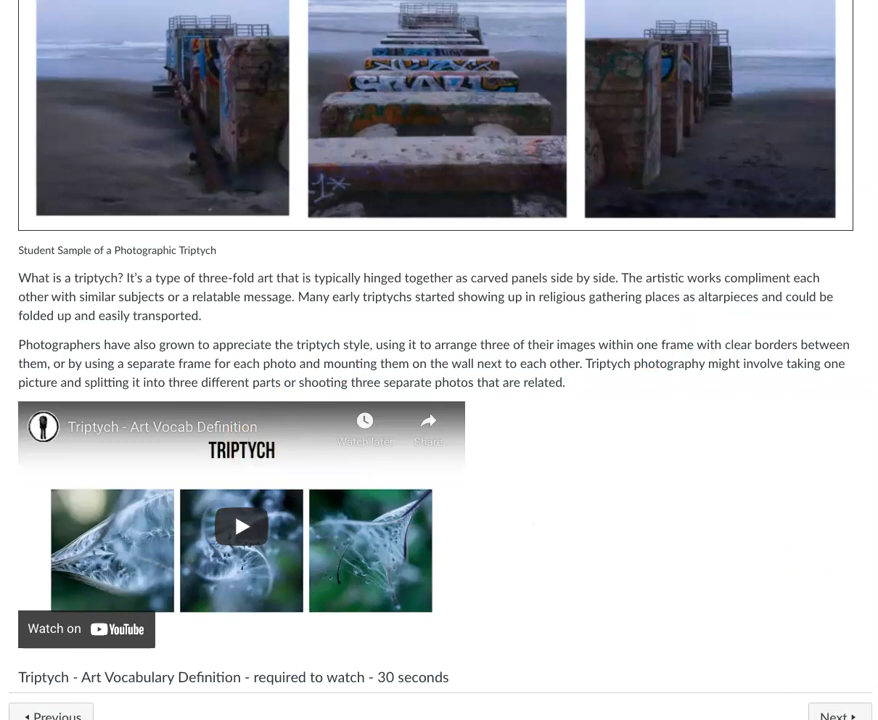 Student Sample of a Photographic Triptych
What is a triptych? It's a type of three-fold art that is typically hinged together as carved panels side by side. The artistic works compliment each
other with similar subjects or a relatable message. Many early triptychs started showing up in religious gathering places as altarpieces and could be
folded up and easily transported.
Photographers have also grown to appreciate the triptych style, using it to arrange three of their images within one frame with clear borders between
them, or by using a separate frame for each photo and mounting them on the wall next to each other. Triptych photography might involve taking one
picture and splitting it into three different parts or shooting three separate photos that are related.
Triptych - Art Vocab Definition
Watch later
Share
TRIPTYCH
Watch on YouTube
Triptych - Art Vocabulary Definition - required to watch - 30 seconds
Previous
Next